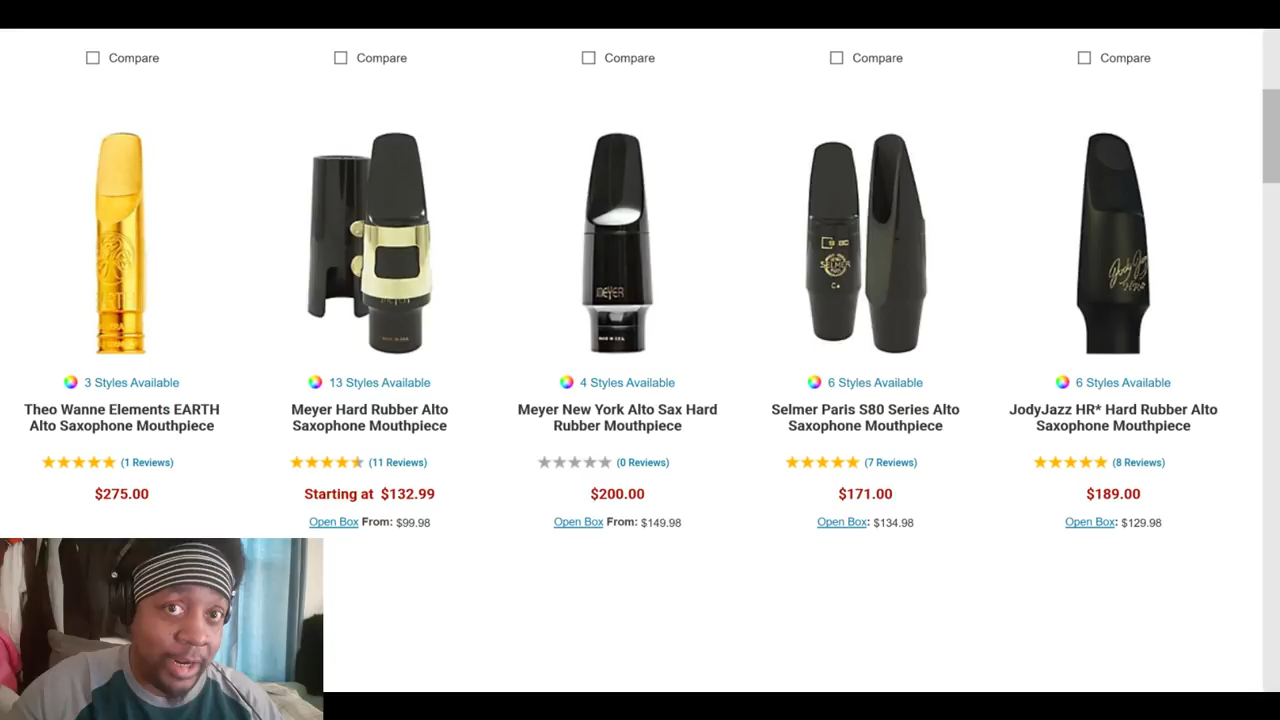 Compare
Compare
Compare
Compare
Compare
MEYER
SELMER
PARIS
C*
3 Styles Available
13 Styles Available
4 Styles Available
6 Styles Available
6 Styles Available
Theo Wanne Elements EARTH
Alto Saxophone Mouthpiece
Meyer Hard Rubber Alto
Saxophone Mouthpiece
Meyer New York Alto Sax Hard
Rubber Mouthpiece
Selmer Paris S80 Series Alto
Saxophone Mouthpiece
JodyJazz HR* Hard Rubber Alto
Saxophone Mouthpiece
(1 Reviews)
(11 Reviews)
(0 Reviews)
(7 Reviews)
(8 Reviews)
$275.00
Starting at $132.99
$200.00
$171.00
$189.00
Open Box From: $99.98
Open Box From: $149.98
Open Box: $134.98
Open Box: $129.98